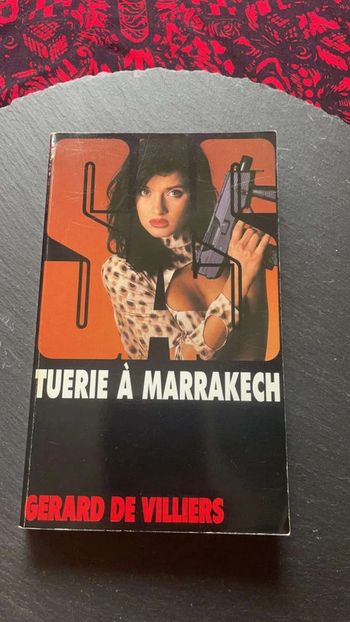 SAS
TUERIE À MARRAKECH
GERARD DE VILLIERS